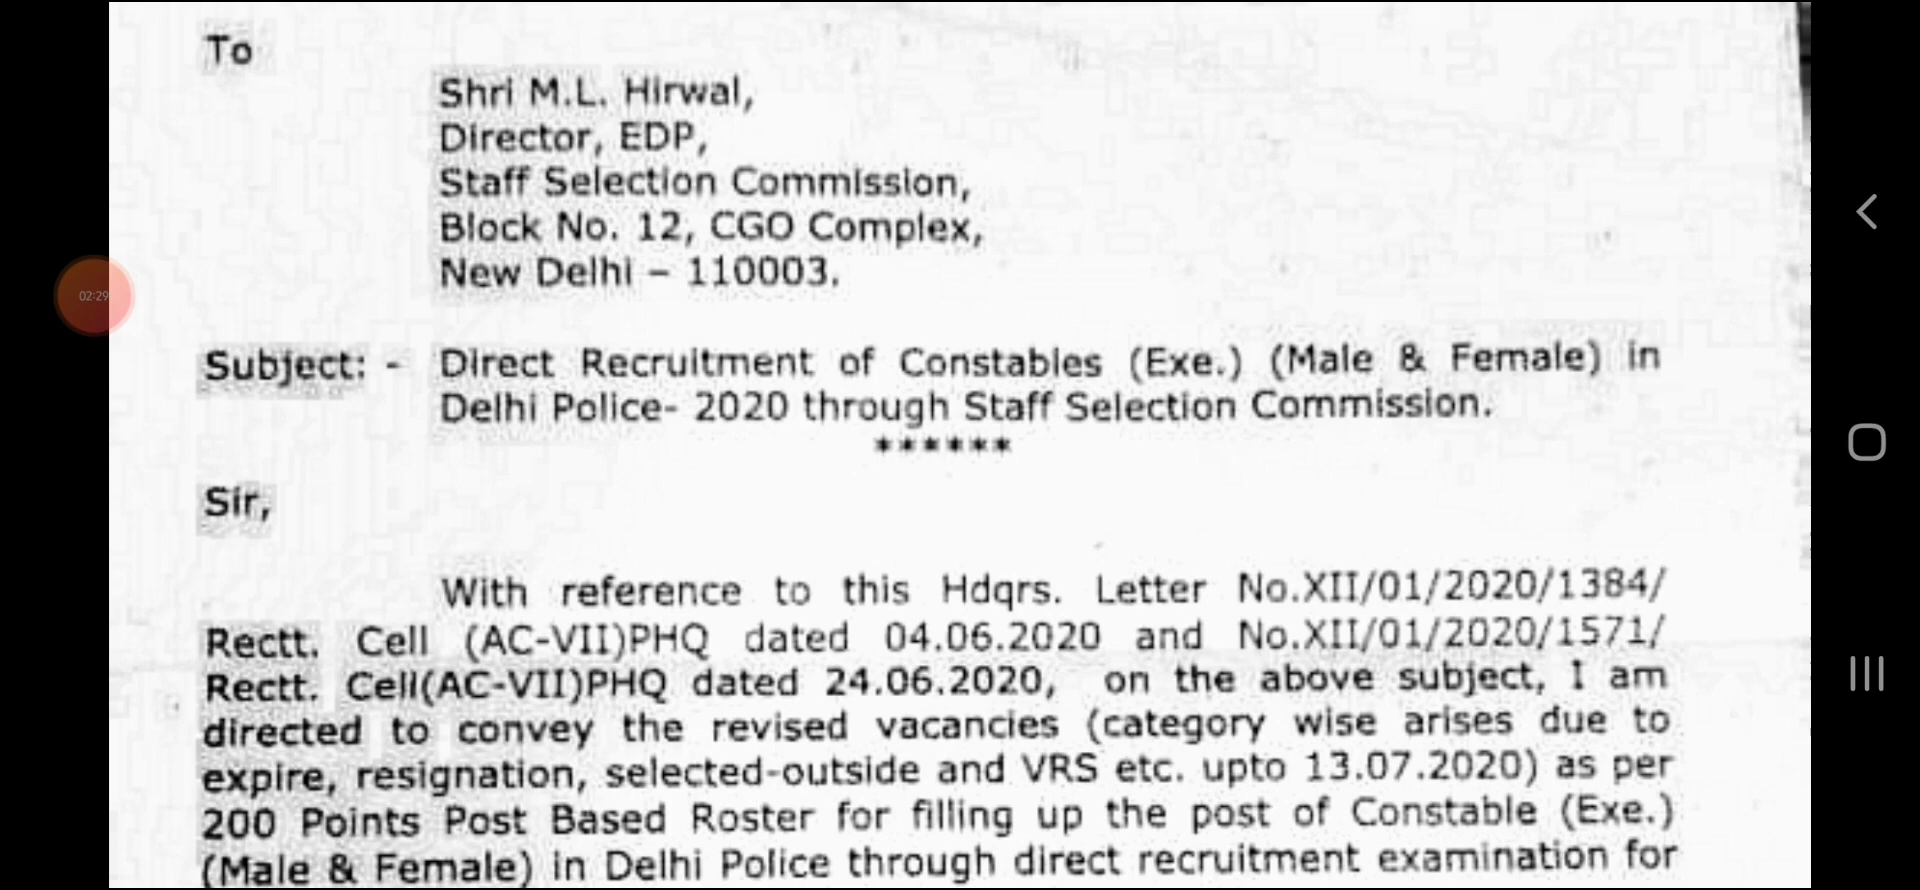 To
Shri M.L. Hirwal,
Director, EDP,
Staff Selection Commission,
Block No. 12, CGO Complex,
New Delhi – 110003.
02:29
Subject: - Direct Recruitment of Constables (Exe.) (Male & Female) in
Delhi Police- 2020 through Staff Selection Commission.
******
Sir,
With reference to this Hdqrs. Letter No.XII/01/2020/1384/
Rectt. Cell (AC-VII)PHQ dated 04.06.2020 and No.XII/01/2020/1571/
Rectt. Cell(AC-VII)PHQ dated 24.06.2020, on the above subject, I am
directed to convey the revised vacancies (category wise arises due to
expire, resignation, selected-outside and VRS etc. upto 13.07.2020) as per
200 Points Post Based Roster for filling up the post of Constable (Exe.)
(Male & Female) in Delhi Police through direct recruitment examination for